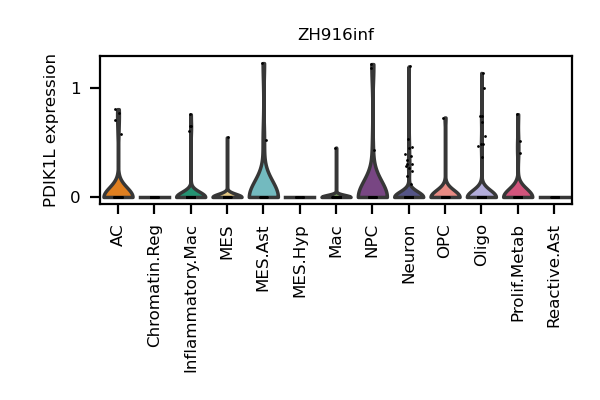 ZH916inf
PDIK1L expression
1
0
AC
Chromatin.Reg
Inflammatory.Mac
MES
MES.Ast
MES.Hyp
Mac
NPC
Neuron
OPC
Oligo
Prolif.Metab
Reactive.Ast